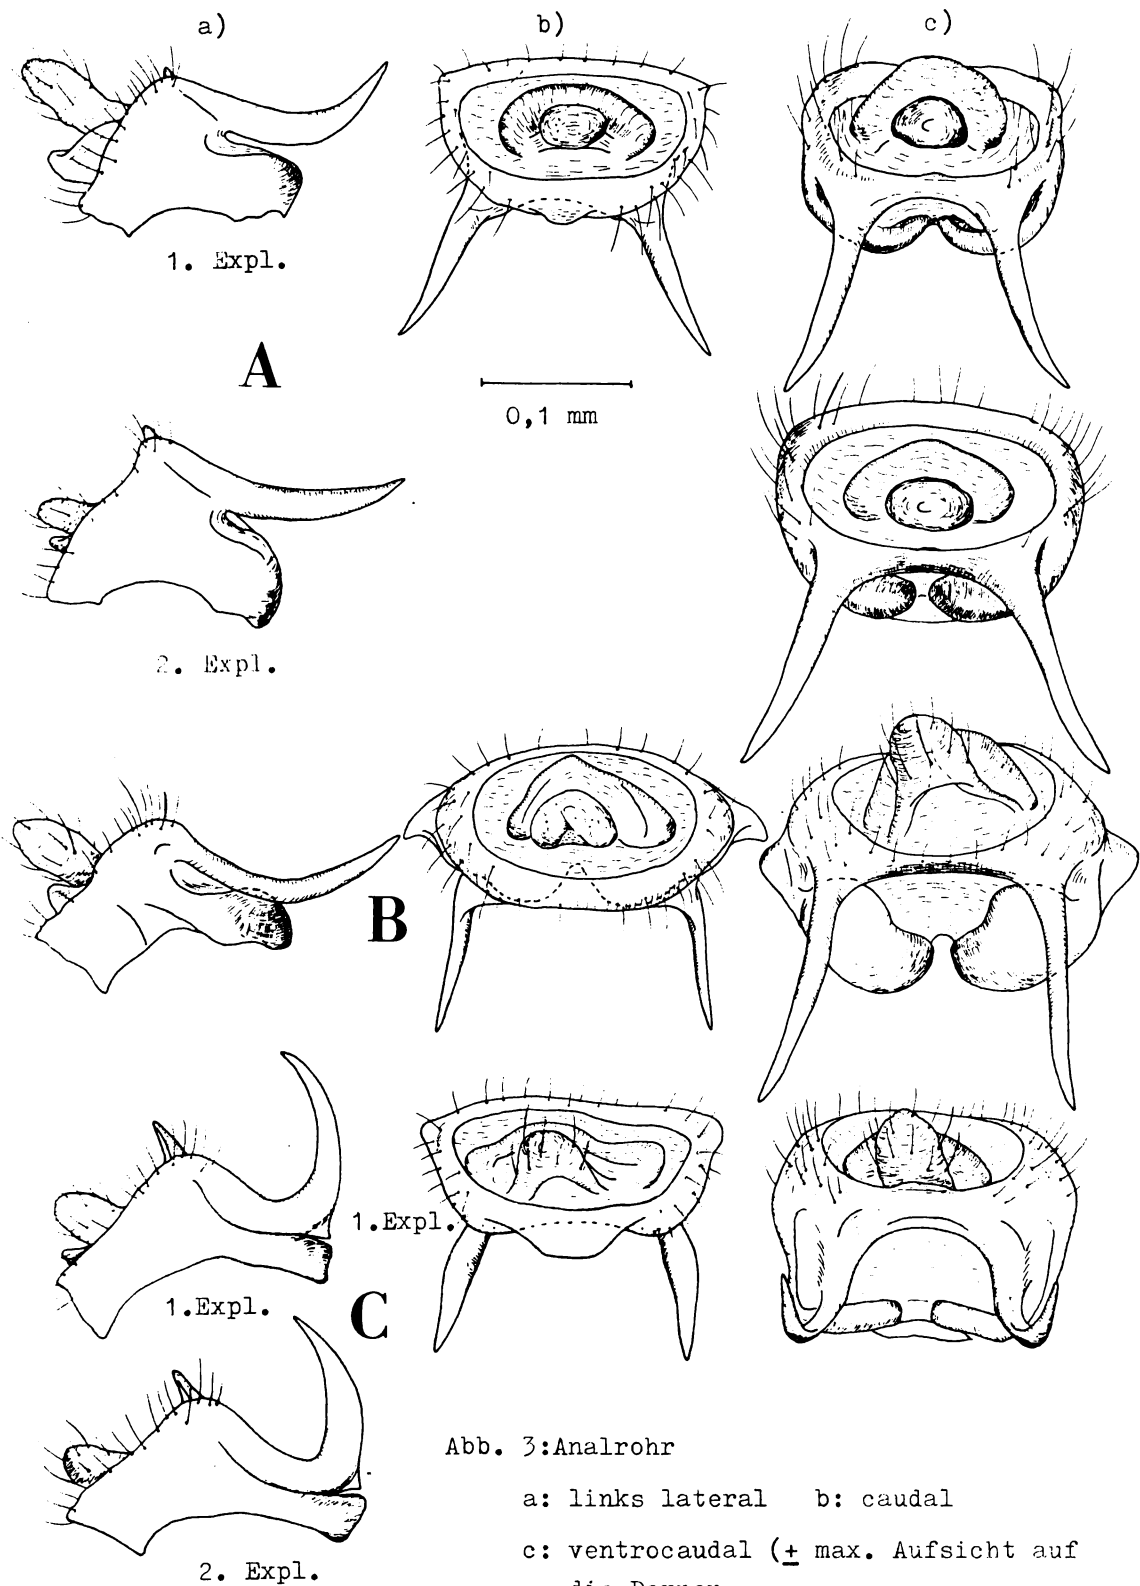 a)
b)
c)
1. Expl.
A
0,1 mm
2. Expl.
B
1.Expl.
1.Expl.
C
2. Expl.
Abb. 3:Analrohr
a: links lateral b: caudal
c: ventrocaudal (± max. Aufsicht auf